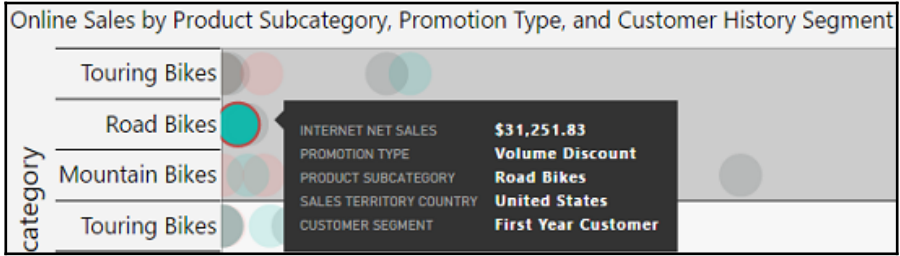 Online Sales by Product Subcategory, Promotion Type, and Customer History Segment
Touring Bikes
Road Bikes
Mountain Bikes
Touring Bikes
category
INTERNET NET SALES $31,251.83
PROMOTION TYPE Volume Discount
PRODUCT SUBCATEGORY Road Bikes
SALES TERRITORY COUNTRY United States
CUSTOMER SEGMENT First Year Customer